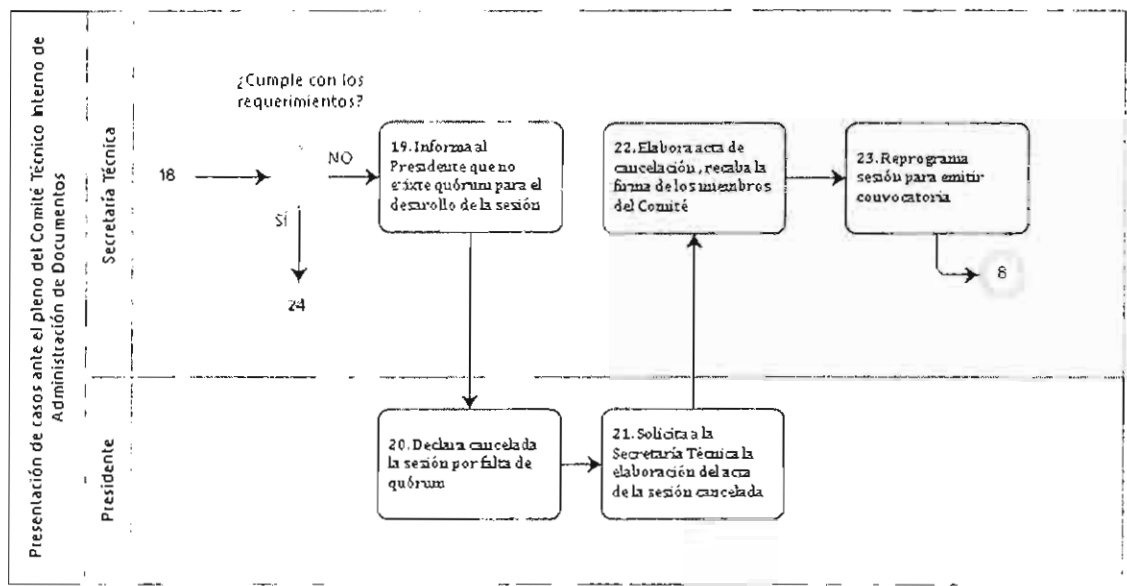 Presentación de casos ante el pleno del Comité Técnico Interno de
Administración de Documentos
Secretaría Técnica
18
¿Cumple con los
requerimientos?
NO
SÍ
24
19. Informa al
Presidente que no
existe quórum para el
desarollo de la sesión
22. Elabora acta de
cancelación, recaba la
firma de los miembros
del Comité
23. Reprograma
sesión para emitir
convocatoria
8
Presidente
20. Declara cancelada
la sesión por falta de
quórum
21. Solicita a la
Secretaría Técnica la
elaboración del acta
de la sesión cancelada